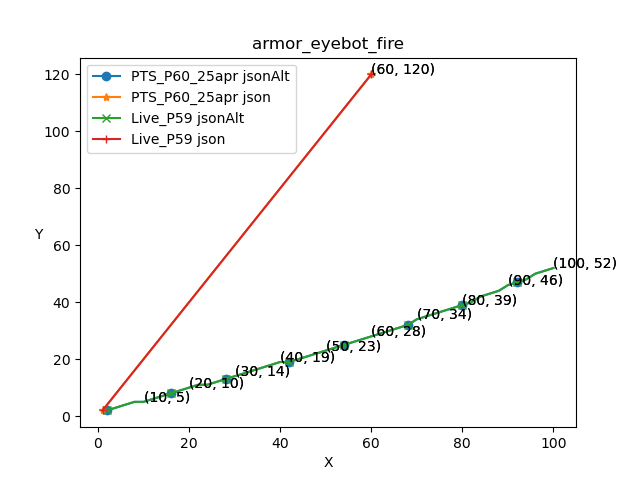 armor_eyebot_fire
PTS_P60_25apr jsonAlt
PTS_P60_25apr json
Live_P59 jsonAlt
Live_P59 json
(60, 120)
(100, 52)
(90, 46)
(80, 39)
(70, 34)
(60, 28)
(50, 23)
(40, 19)
(30, 14)
(20, 10)
(10, 5)
Y
120
100
80
60
40
20
0
0 20 40 60 80 100
X